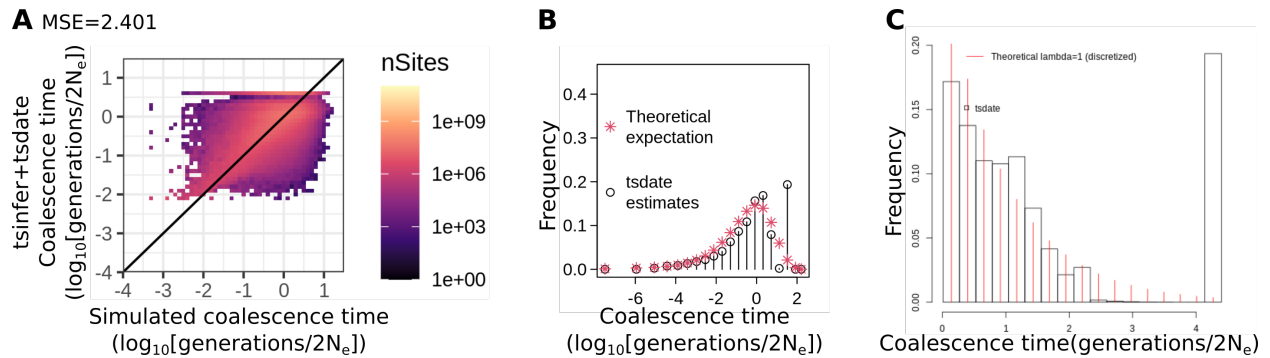 A MSE=2.401
tsinfer+tsdate
Coalescence time
(log10[generations/2Ne])
1
0
-1
-2
-3
-4
-4 -3 -2 -1 0 1
Simulated coalescence time
(log10[generations/2Ne])
nSites
1e+09
1e+06
1e+03
1e+00
B
Frequency
0.4
0.3
0.2
0.1
0.0
Theoretical
expectation
tsdate
estimates
-6 -4 -2 0 2
Coalescence time
(log10[generations/2Ne])
C
Frequency
0.20
0.15
0.10
0.05
0.00
Theoretical lambda=1 (discretized)
tsdate
0 1 2 3 4
Coalescence time(generations/2Ne)